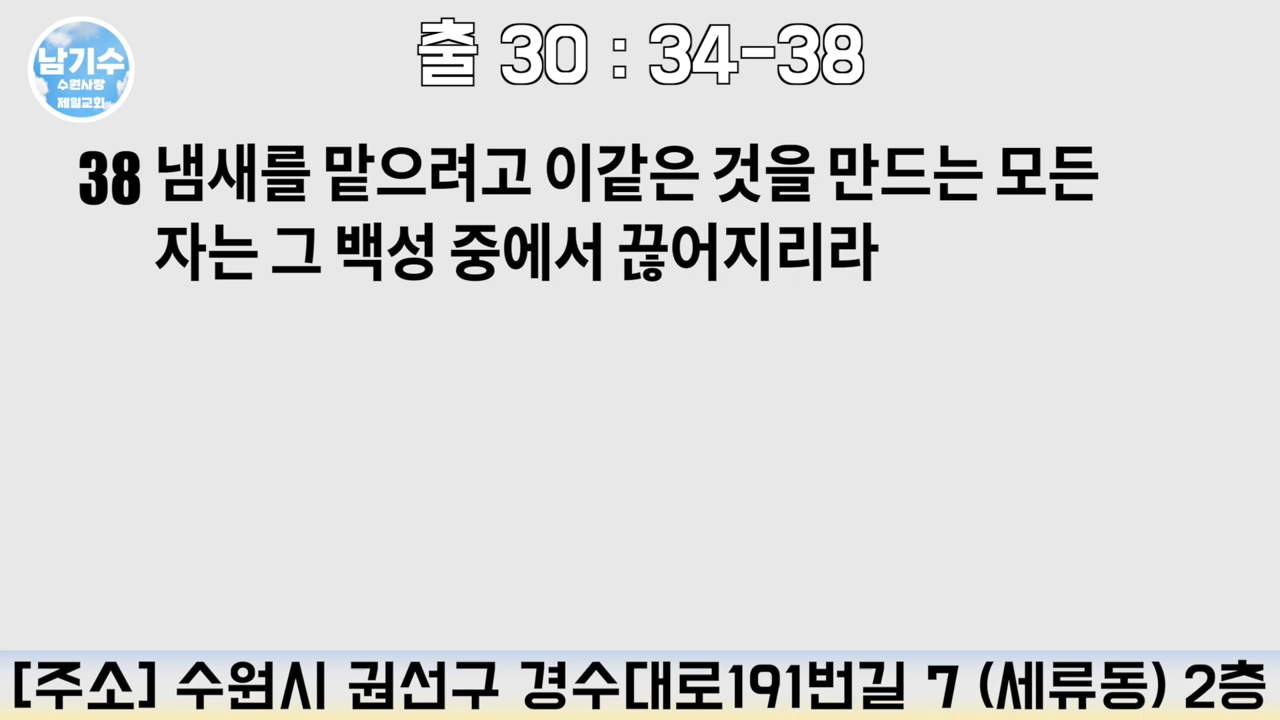 남기수
수원사랑
제일교회
출 30 : 34-38
38 냄새를 맡으려고 이같은 것을 만드는 모든
자는 그 백성 중에서 끊어지리라
[주소] 수원시 권선구 경수대로191번길 7 (세류동) 2층